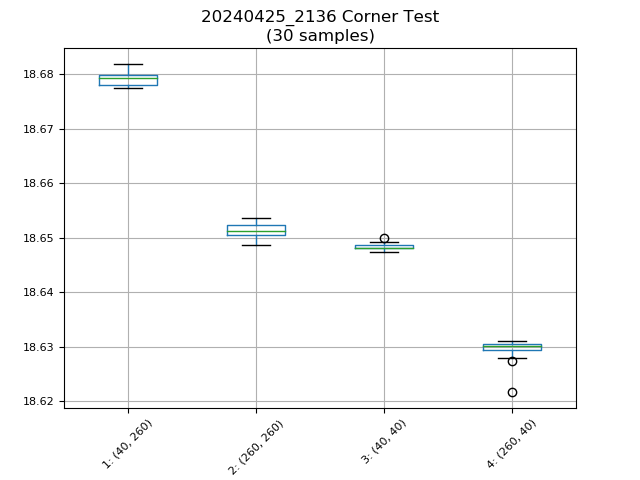 20240425_2136 Corner Test
(30 samples)
18.68
18.67
18.66
18.65
18.64
18.63
18.62
1: (40, 260)
2: (260, 260)
3: (40, 40)
4: (260, 40)